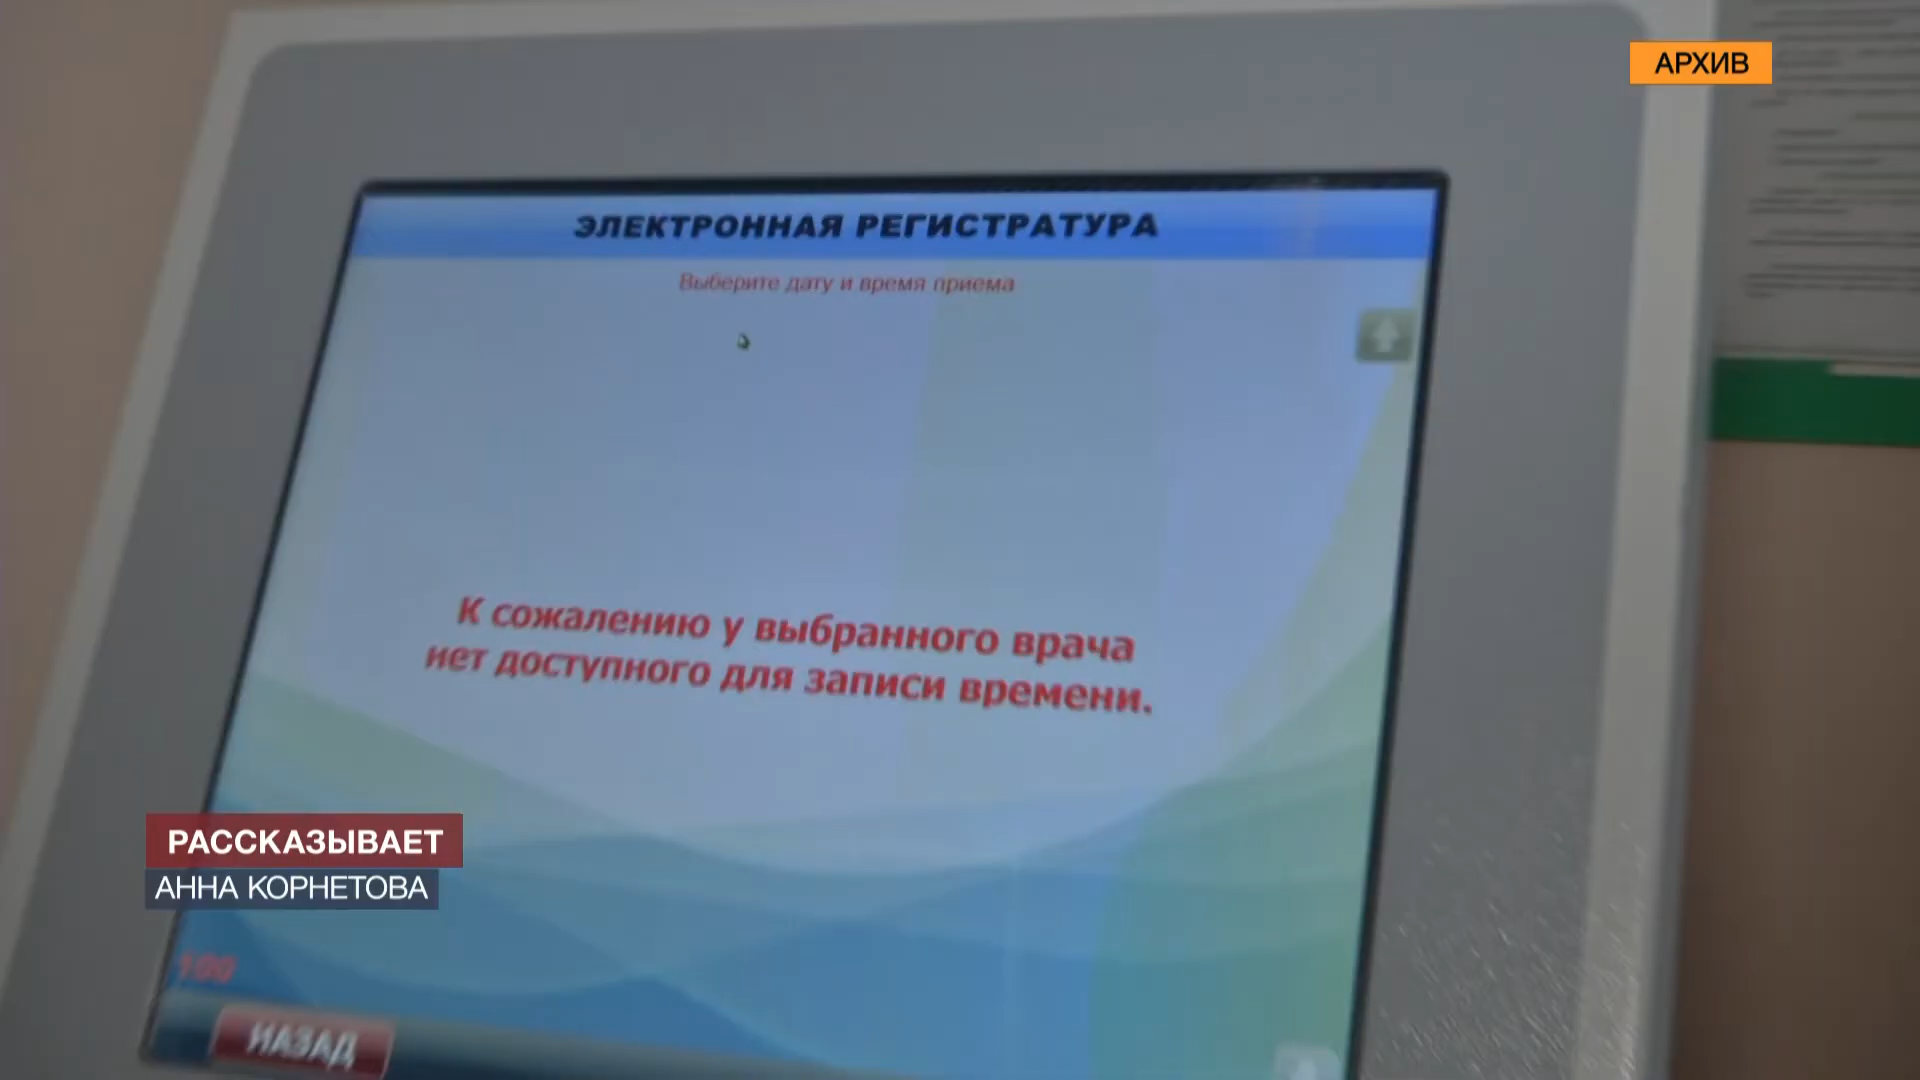 АРХИВ
ЭЛЕКТРОННАЯ РЕГИСТРАТУРА
Выберите дату и время приема
К сожалению у выбранного врача
нет доступного для записи времени.
РАССКАЗЫВАЕТ
АННА КОРНЕТОВА
100
НАЗАД